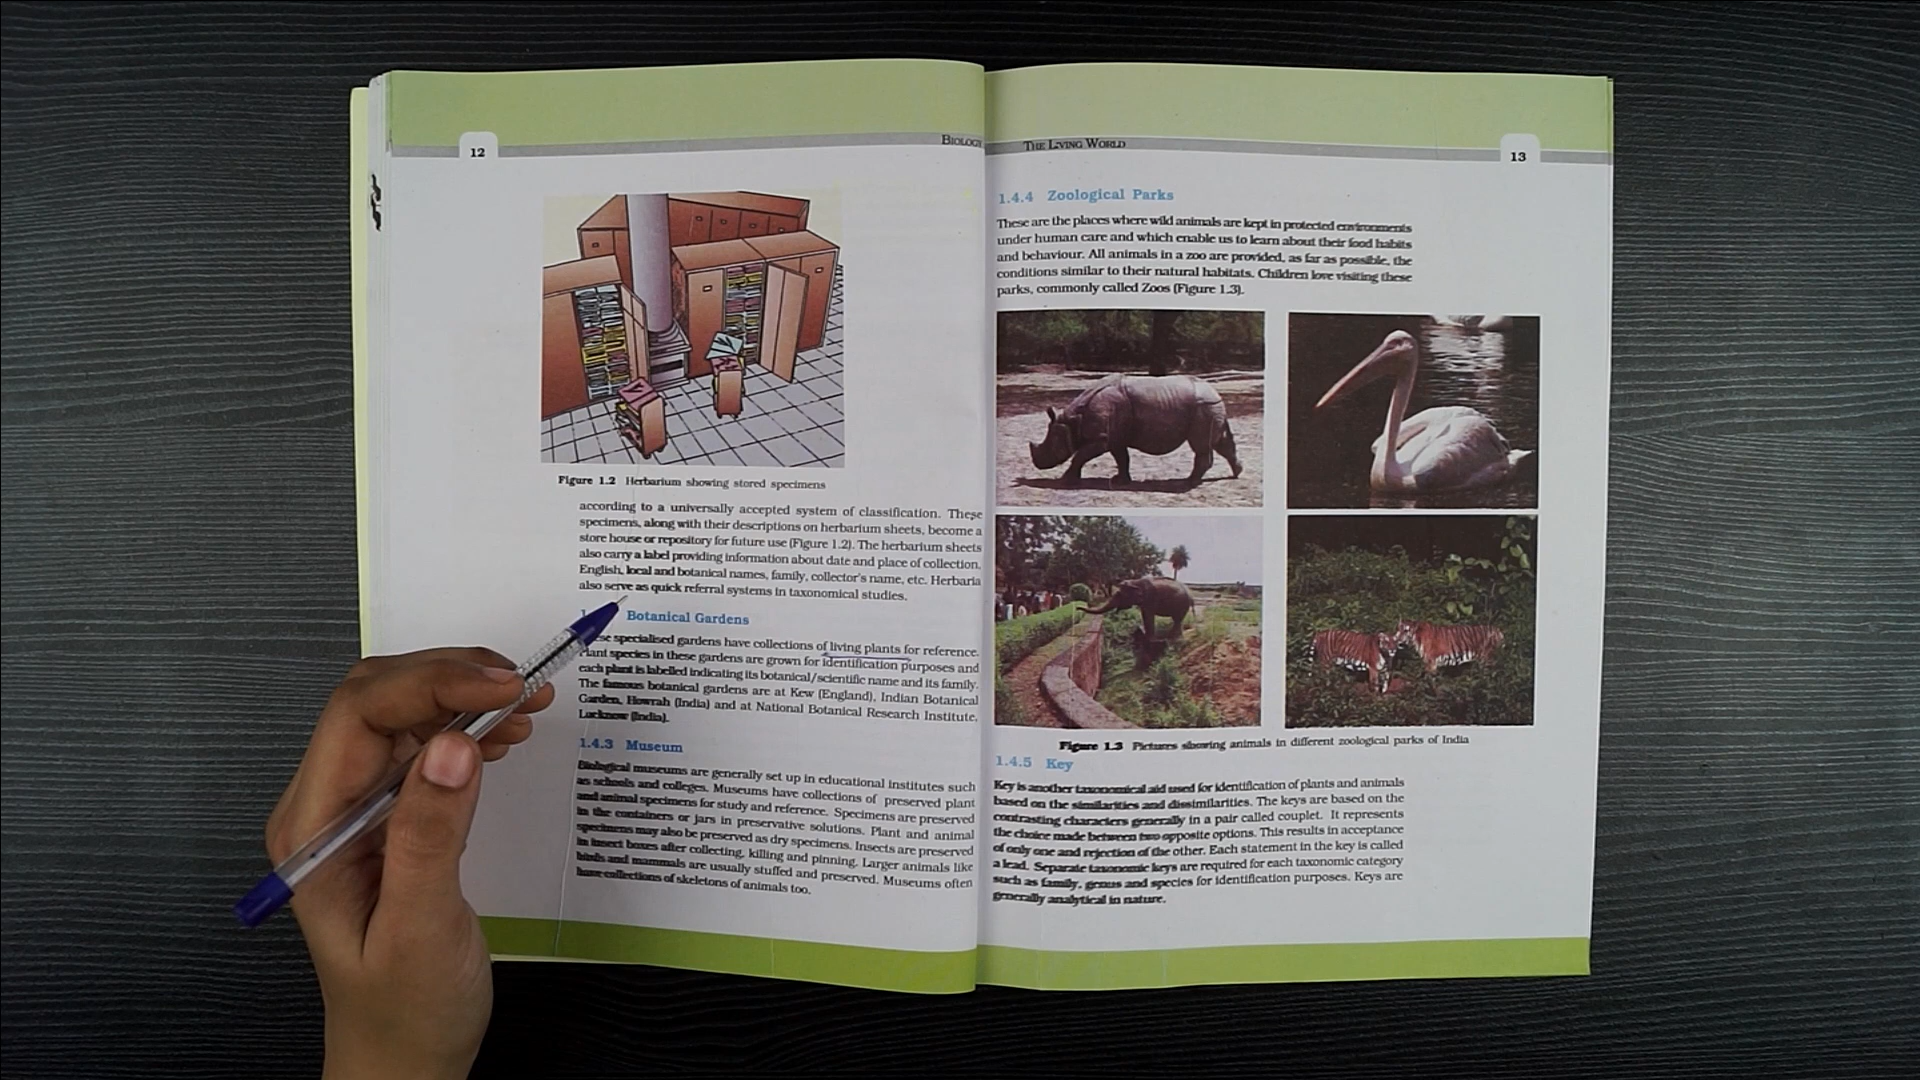 12
BIOLOGY
Figure 1.2 Herbarium showing stored specimens
according to a universally accepted system of classification. These
specimens, along with their descriptions on herbarium sheets, become a
store house or repository for future use (Figure 1.2). The herbarium sheets
also carry a label providing information about date and place of collection,
English, local and botanical names, family, collector's name, etc. Herbaria
also serve as quick referral systems in taxonomical studies.
Botanical Gardens
specialised gardens have collections of living plants for reference.
Plant species in these gardens are grown for identification purposes and
each plant is labelled indicating its botanical/scientific name and its family.
The famous botanical gardens are at Kew (England), Indian Botanical
Garden, Howrah (India) and at National Botanical Research Institute,
Lucknow (India).
1.4.3 Museum
Biological museums are generally set up in educational institutes such
as schools and colleges. Museums have collections of preserved plant
and animal specimens for study and reference. Specimens are preserved
in the containers or jars in preservative solutions. Plant and animal
specimens may also be preserved as dry specimens. Insects are preserved
in insect boxes after collecting, killing and pinning. Larger animals like
birds and mammals are usually stuffed and preserved. Museums often
have collections of skeletons of animals too.
THE LIVING WORLD
13
1.4.4 Zoological Parks
These are the places where wild animals are kept in protected environments
under human care and which enable us to learn about their food habits
and behaviour. All animals in a zoo are provided, as far as possible, the
conditions similar to their natural habitats. Children love visiting these
parks, commonly called Zoos (Figure 1.3).
Figure 1.3 Pictures showing animals in different zoological parks of India
1.4.5 Key
Key is another taxonomical aid used for identification of plants and animals
based on the similarities and dissimilarities. The keys are based on the
contrasting characters generally in a pair called couplet. It represents
the choice made between two opposite options. This results in acceptance
of only one and rejection of the other. Each statement in the key is called
a lead. Separate taxonomic keys are required for each taxonomic category
such as family, genus and species for identification purposes. Keys are
generally analytical in nature.